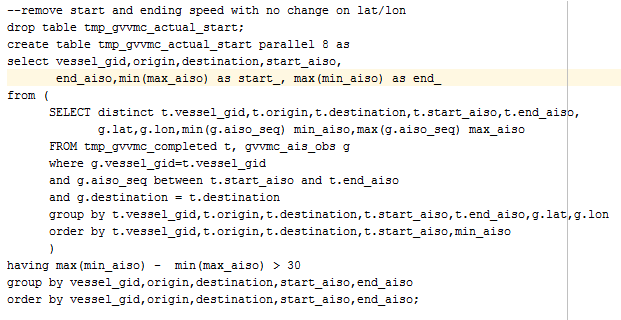 --remove start and ending speed with no change on lat/lon
drop table tmp_gvvmc_actual_start;
create table tmp_gvvmc_actual_start parallel 8 as
select vessel_gid,origin,destination,start_aiso,
       end_aiso,min(max_aiso) as start_, max(min_aiso) as end_
from (
      SELECT distinct t.vessel_gid,t.origin,t.destination,t.start_aiso,t.end_aiso,
             g.lat,g.lon,min(g.aiso_seq) min_aiso,max(g.aiso_seq) max_aiso
      FROM tmp_gvvmc_completed t, gvvmc_ais_obs g
      where g.vessel_gid=t.vessel_gid
      and g.aiso_seq between t.start_aiso and t.end_aiso
      and g.destination = t.destination
      group by t.vessel_gid,t.origin,t.destination,t.start_aiso,t.end_aiso,g.lat,g.lon
      order by t.vessel_gid,t.origin,t.destination,t.start_aiso,min_aiso
      )
having max(min_aiso) -  min(max_aiso) > 30
group by vessel_gid,origin,destination,start_aiso,end_aiso
order by vessel_gid,origin,destination,start_aiso,end_aiso;